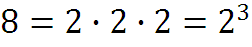 8 = 2 · 2 · 2 = 2³